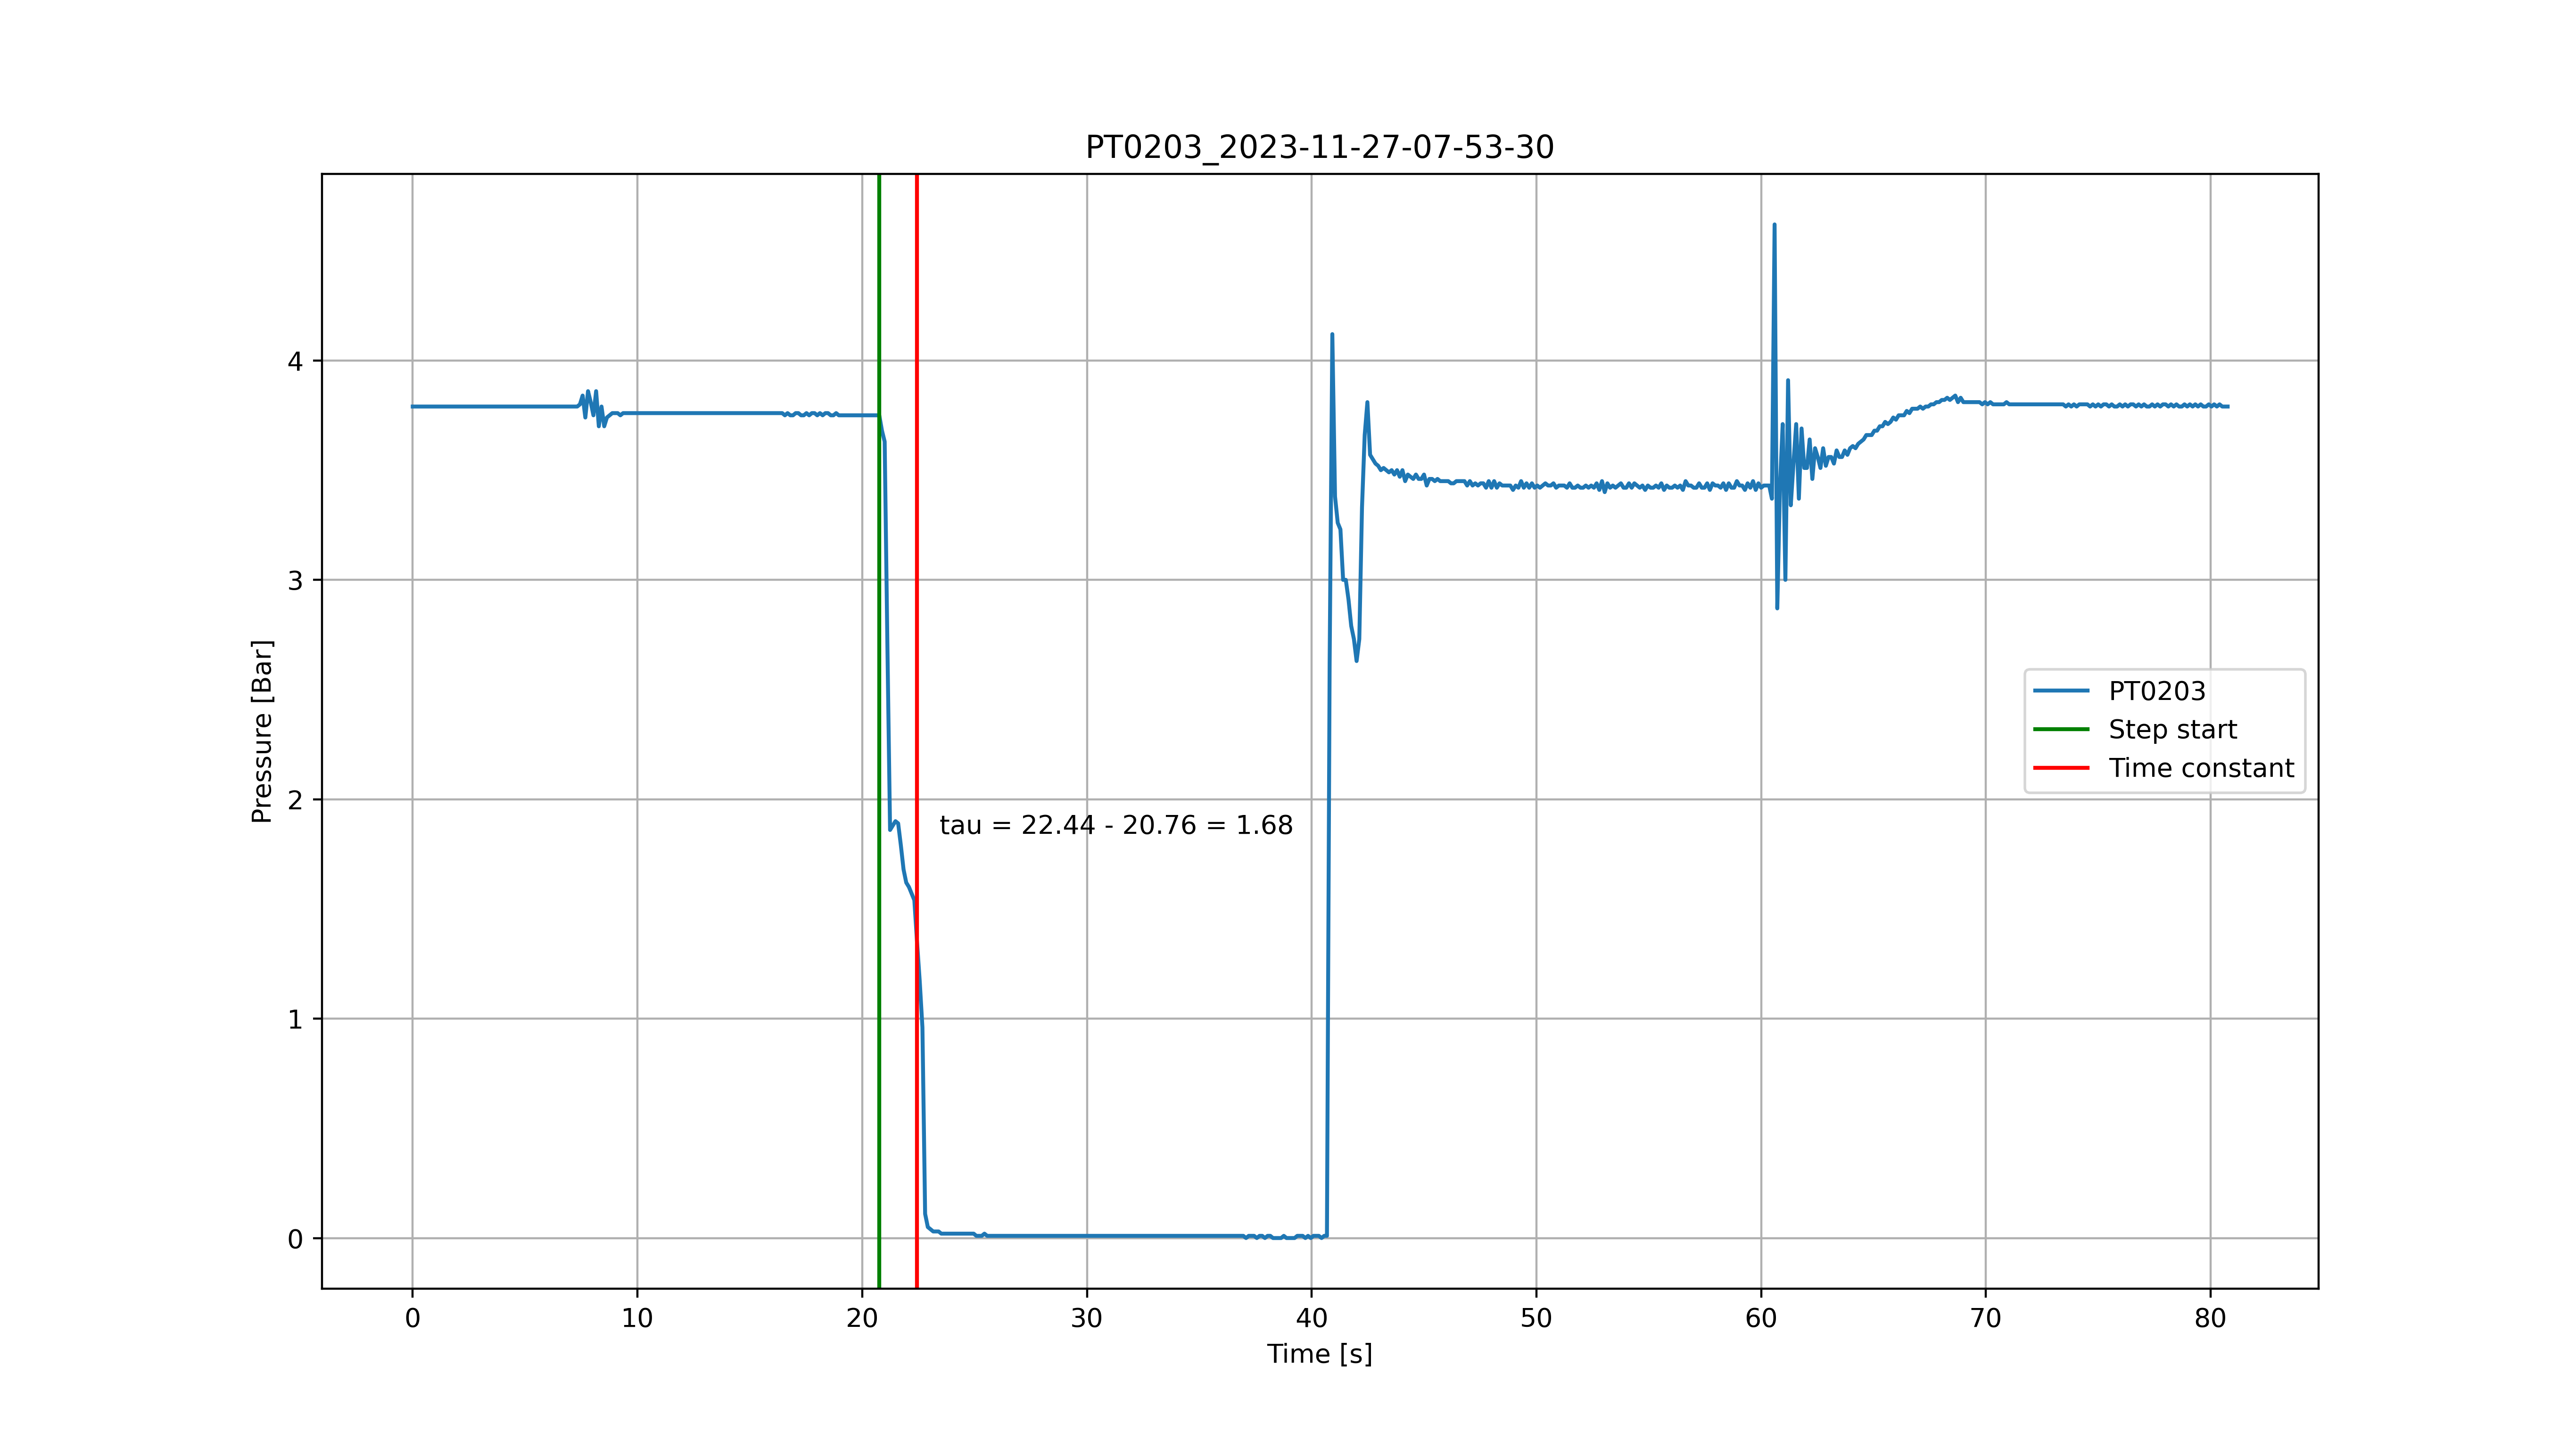 PT0203_2023-11-27-07-53-30
4
3
2
1
0
Pressure [Bar]
tau = 22.44 - 20.76 = 1.68
PT0203
Step start
Time constant
0 10 20 30 40 50 60 70 80
Time [s]